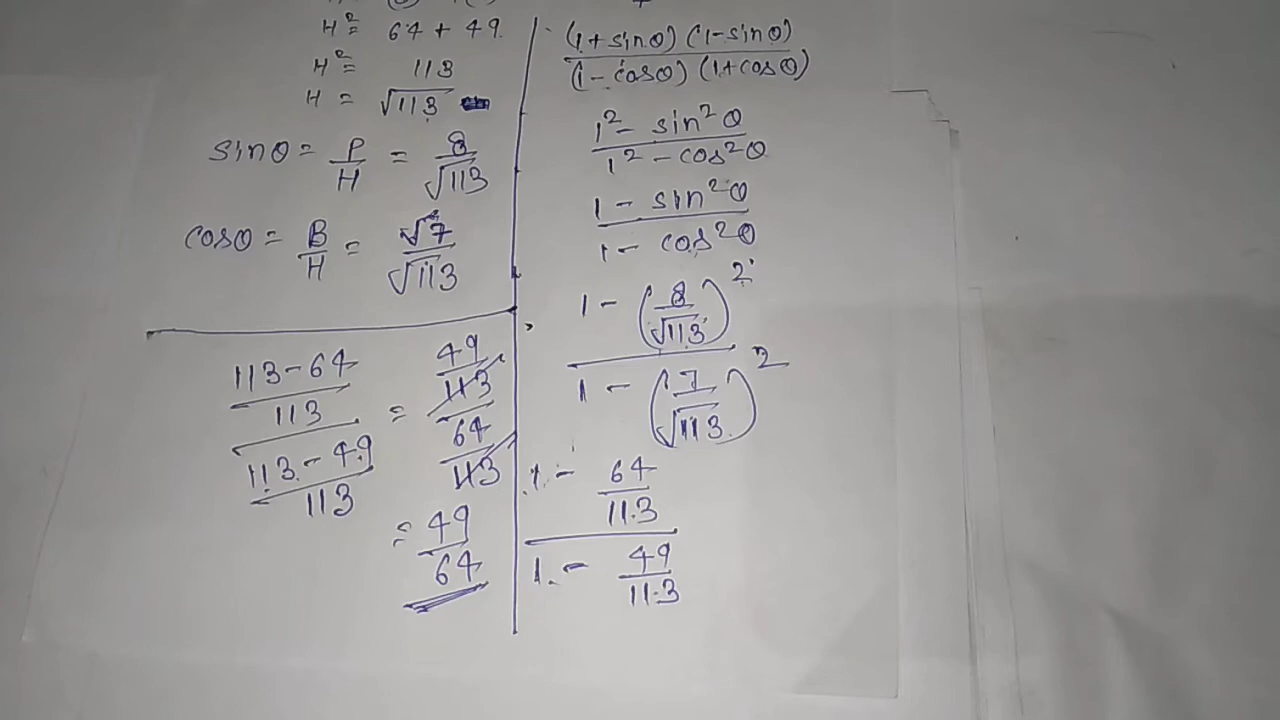 H² = 64 + 49
H² = 113
H = √113
sinθ = P/H = 8/√113
cosθ = B/H = √7/√113
(113-64)/113 / (113-49)/113 = 49/113 / 64/113
= 49/64
(1+sinθ) (1-sinθ) / (1-cosθ) (1+cosθ)
1² - sin²θ / 1² - cos²θ
1 - sin²θ / 1 - cos²θ
1 - (8/√113)² / 1 - (7/√113)²
1 - 64/113 / 1 - 49/113